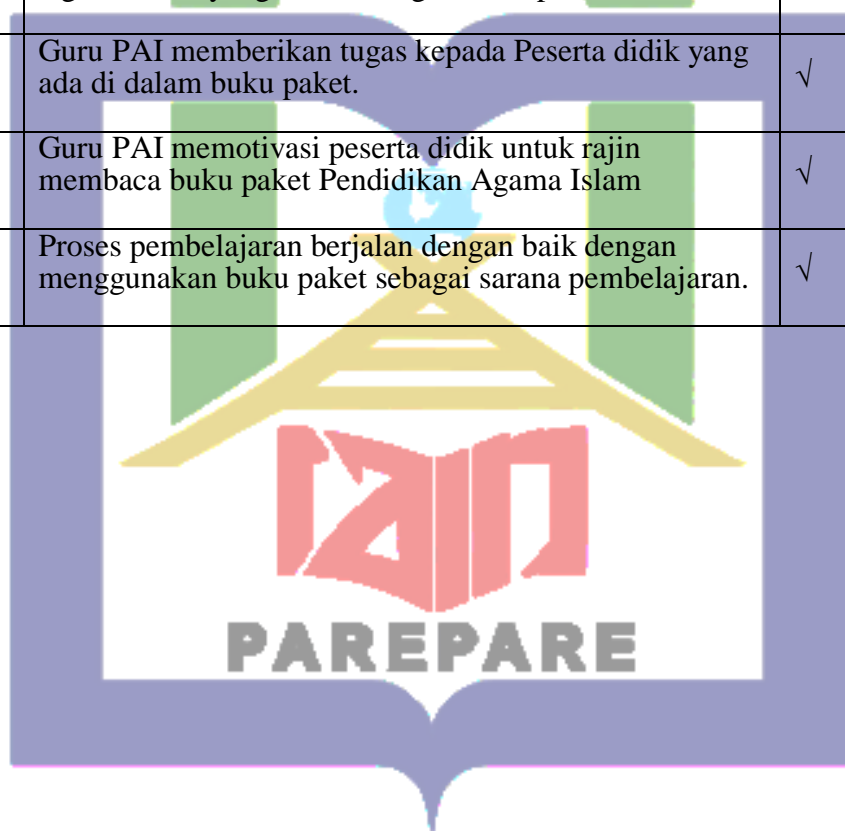 Guru PAI memberikan tugas kepada Peserta didik yang
ada di dalam buku paket.
√
Guru PAI memotivasi peserta didik untuk rajin
membaca buku paket Pendidikan Agama Islam
√
Proses pembelajaran berjalan dengan baik dengan
menggunakan buku paket sebagai sarana pembelajaran.
√
iain
PAREPARE